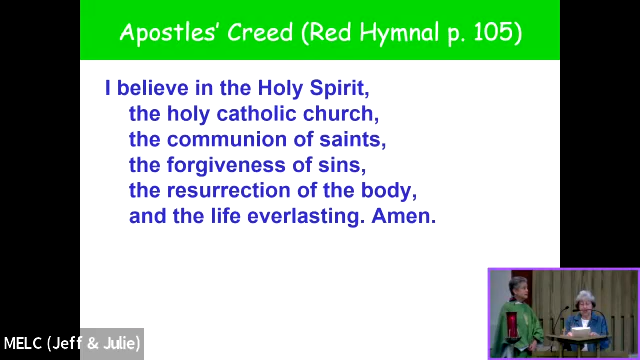 Apostles' Creed (Red Hymnal p. 105)
I believe in the Holy Spirit,
the holy catholic church,
the communion of saints,
the forgiveness of sins,
the resurrection of the body,
and the life everlasting. Amen.
MELC (Jeff & Julie)